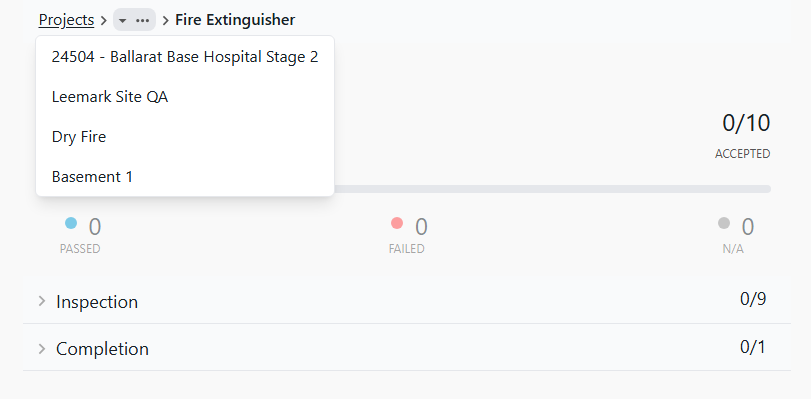 Projects > ... > Fire Extinguisher
24504 - Ballarat Base Hospital Stage 2
Leemark Site QA
Dry Fire
Basement 1
0/10
ACCEPTED
0 0 0
PASSED FAILED N/A
Inspection 0/9
Completion 0/1